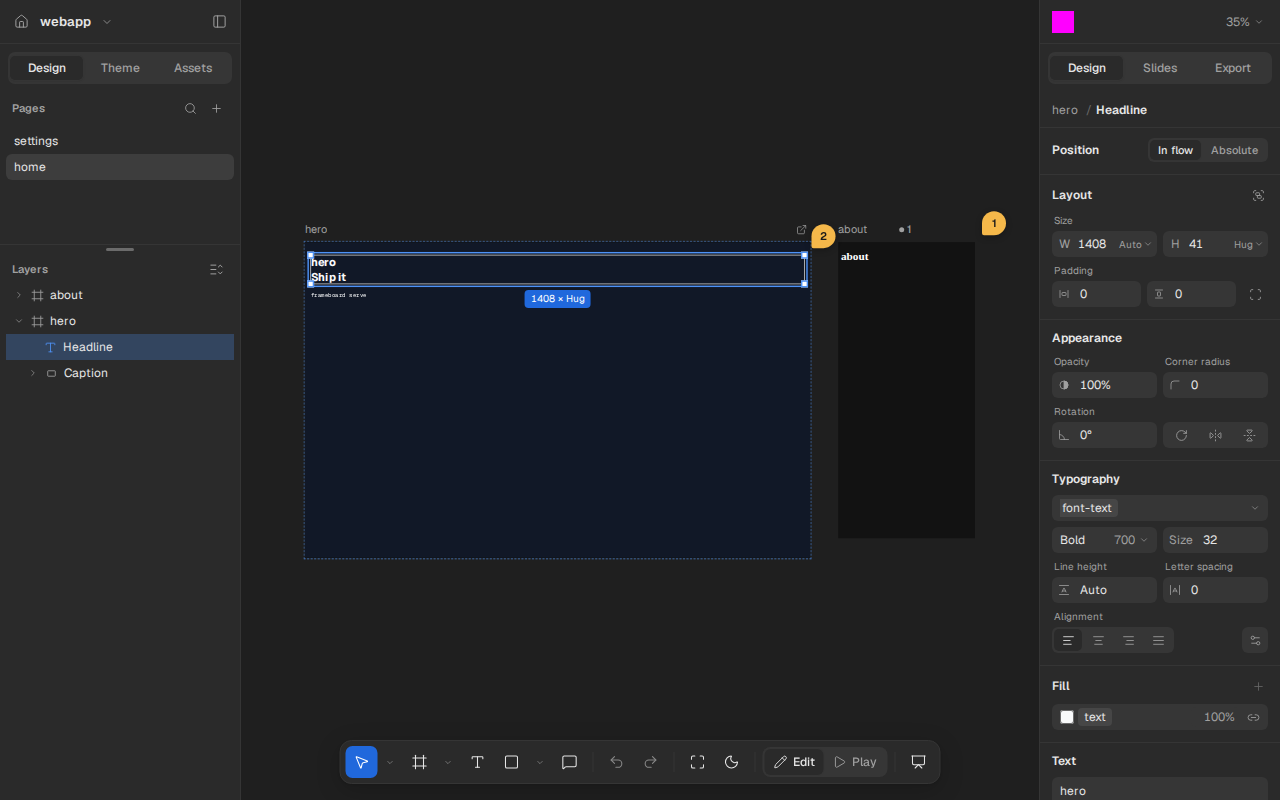 webapp
Design
Theme
Assets
Pages
settings
home
Layers
about
hero
Headline
Caption
hero
2
about
1
1
hero
Ship it
frameboard serve
1408 × Hug
about
Edit
Play
35%
Design
Slides
Export
hero / Headline
Position
In flow
Absolute
Layout
Size
W 1408 Auto
H 41 Hug
Padding
0
0
Appearance
Opacity
Corner radius
100%
0
Rotation
0°
Typography
font-text
Bold 700
Size 32
Line height
Letter spacing
Auto
0
Alignment
Fill
text 100%
Text
hero